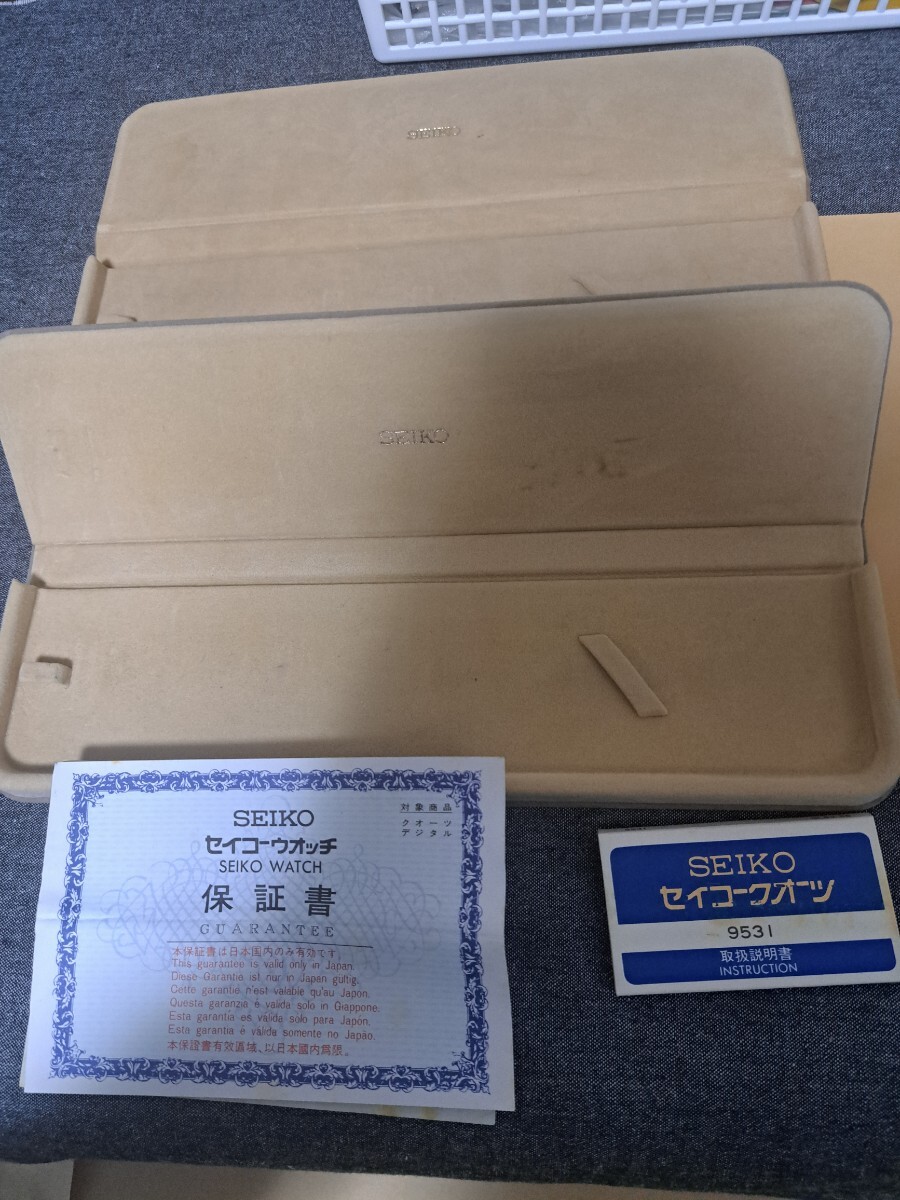 SEIKO
SEIKO
SEIKO
セイコーウオッチ
SEIKO WATCH
保証書
GUARANTEE
対象商品
クオーツ
デジタル
本保証書は日本国内のみ有効です。
This guarantee is valid only in Japan.
Diese Garantie ist nur in Japan gültig.
Cette garantie n'est valable qu'au Japon.
Questa garanzia é valida solo in Giappone.
Esta garantia es válida solo para Japón.
Esta garantia é válida somente no Japão.
本保證書有效區域、以日本國内爲限。
SEIKO
セイコークオーツ
9531
取扱説明書
INSTRUCTION